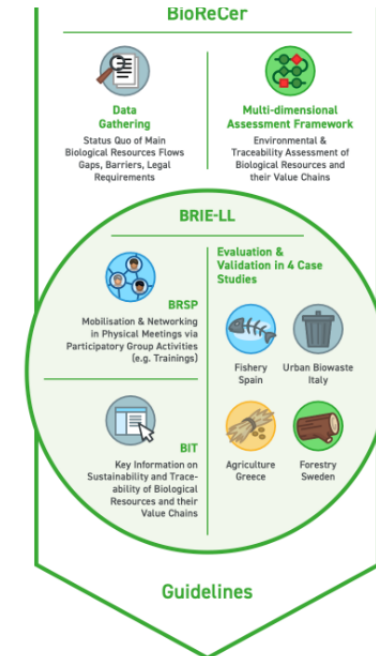 BioReCer
Data
Gathering
Status Quo of Main
Biological Resources Flows
Gaps, Barriers, Legal
Requirements
Multi-dimensional
Assessment Framework
Environmental &
Traceability Assessment of
Biological Resources and
their Value Chains
BRIE-LL
BRSP
Mobilisation & Networking
in Physical Meetings via
Participatory Group Activities
(e.g. Trainings)
BIT
Key Information on
Sustainability and Trace-
ability of Biological
Resources and their
Value Chains
Evaluation &
Validation in 4 Case
Studies
Fishery
Spain
Urban Biowaste
Italy
Agriculture
Greece
Forestry
Sweden
Guidelines